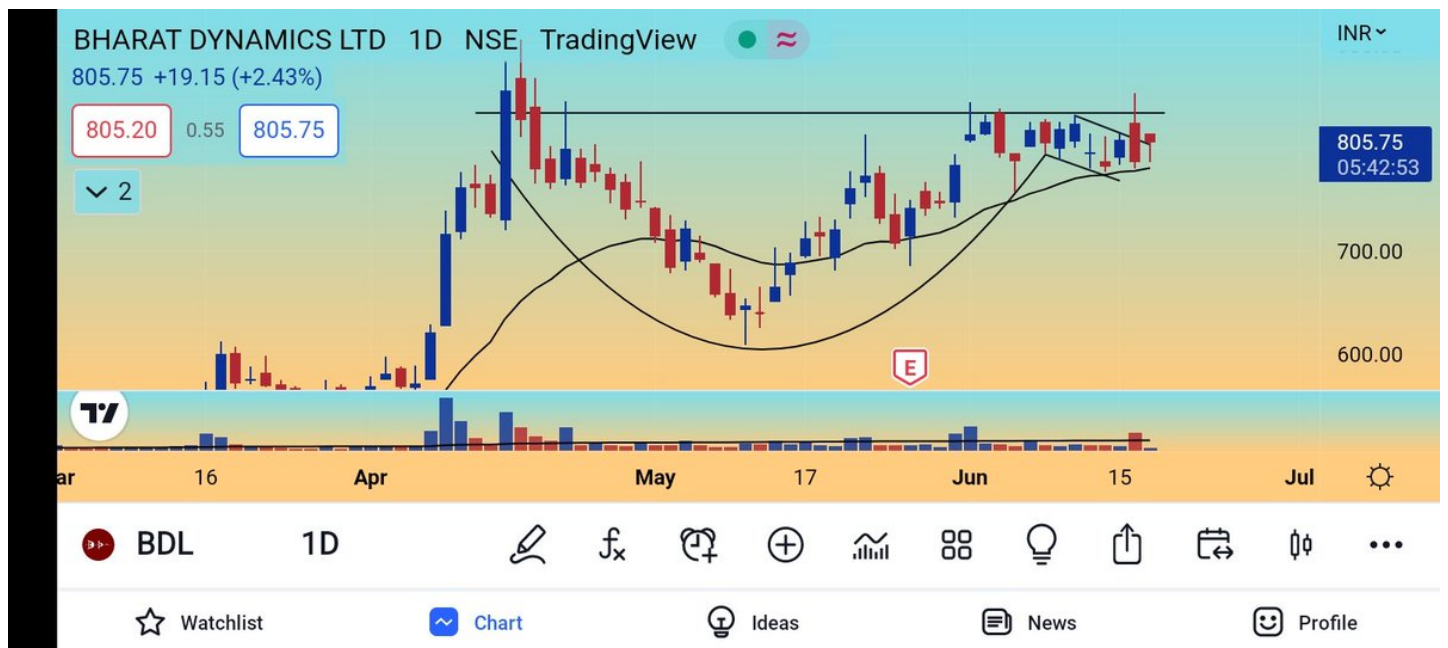 BHARAT DYNAMICS LTD 1D NSE TradingView INR
805.75 +19.15 (+2.43%)
805.20 0.55 805.75
805.75
05:42:53
2
700.00
600.00
E
ar 16 Apr May 17 Jun 15 Jul
BDL 1D
Watchlist Chart Ideas News Profile